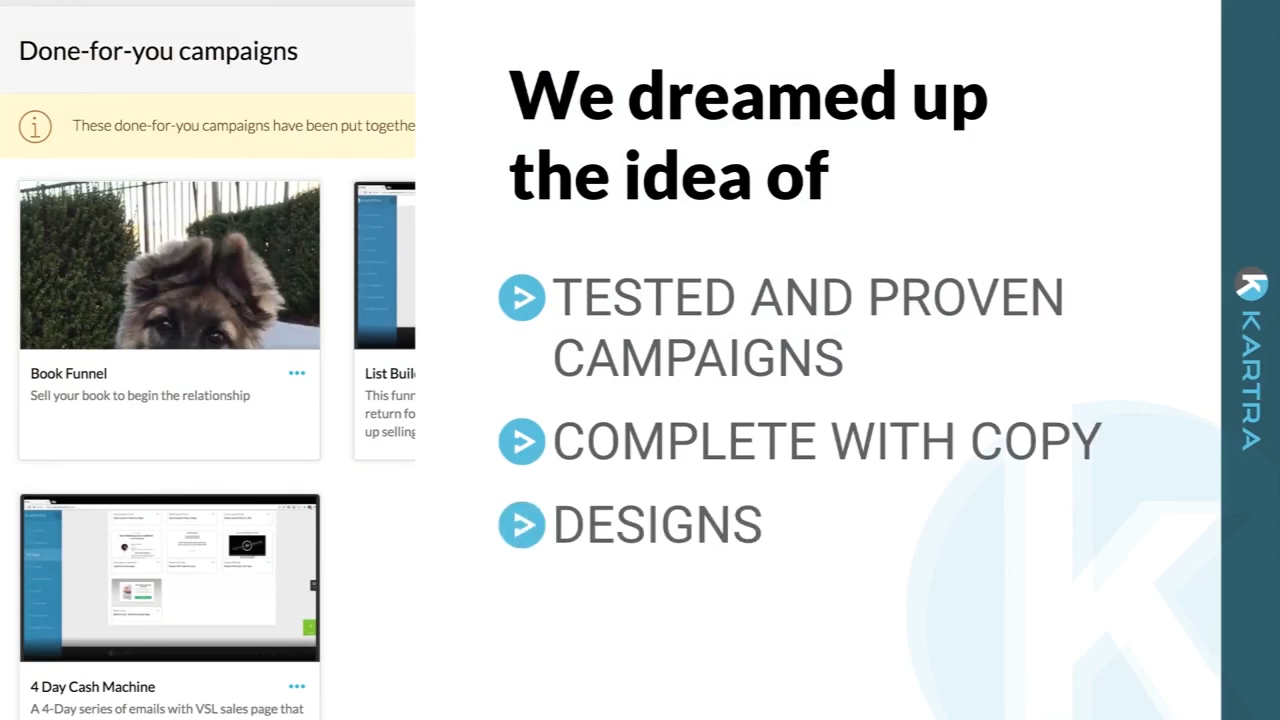 Done-for-you campaigns
These done-for-you campaigns have been put togethe
Book Funnel
Sell your book to begin the relationship
List Buil
This funr
return fo
up selling
4 Day Cash Machine
A 4-Day series of emails with VSL sales page that
We dreamed up
the idea of
TESTED AND PROVEN
CAMPAIGNS
COMPLETE WITH COPY
DESIGNS
KARTRA